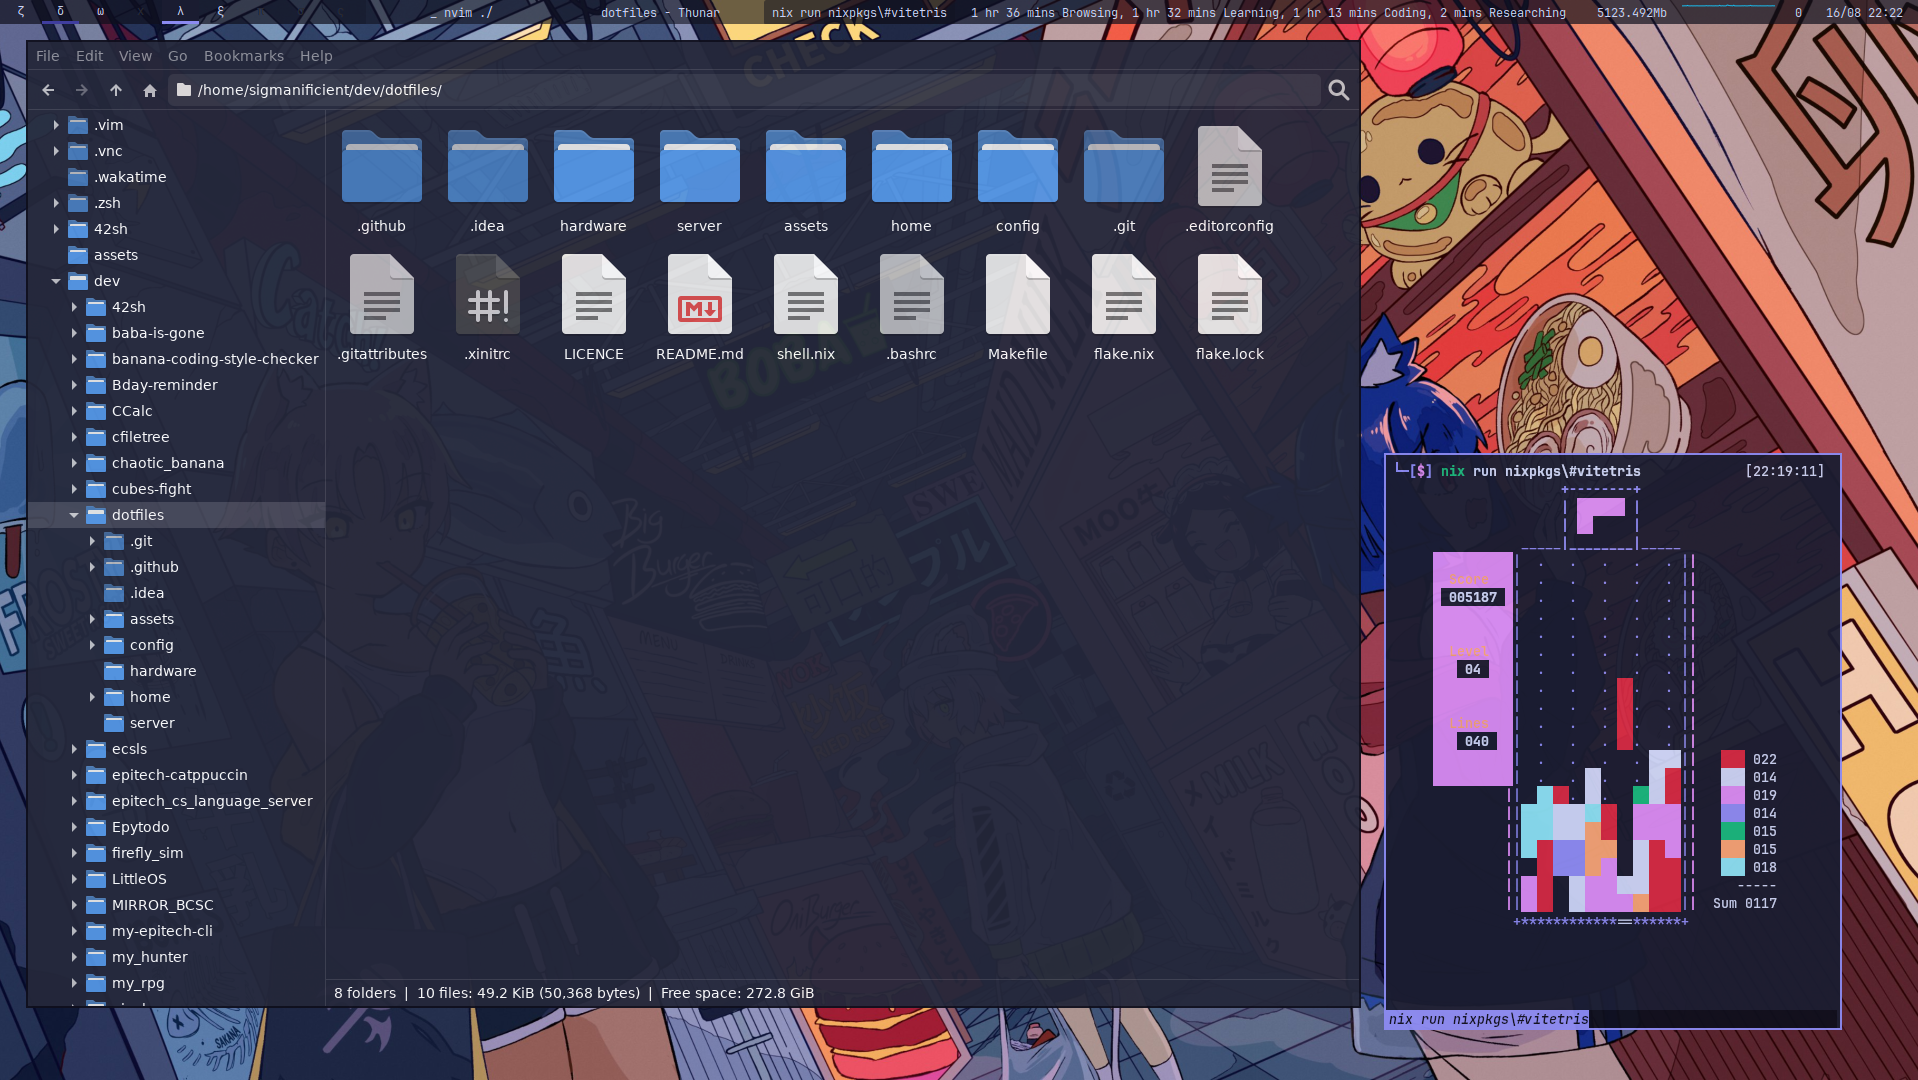 ζ δ ω λ ξ _ nvim ./ dotfiles - Thunar nix run nixpkgs\#vitetris 1 hr 36 mins Browsing, 1 hr 32 mins Learning, 1 hr 13 mins Coding, 2 mins Researching 5123.492Mb 0 16/08 22:22
File Edit View Go Bookmarks Help
/home/sigmanificient/dev/dotfiles/
.vim
.vnc
.wakatime
.zsh
42sh
assets
dev
42sh
baba-is-gone
banana-coding-style-checker
Bday-reminder
CCalc
cfiletree
chaotic_banana
cubes-fight
dotfiles
.git
.github
.idea
assets
config
hardware
home
server
ecsls
epitech-catppuccin
epitech_cs_language_server
Epytodo
firefly_sim
LittleOS
MIRROR_BCSC
my-epitech-cli
my_hunter
my_rpg
.github .idea hardware server assets home config .git .editorconfig
.gitattributes .xinitrc LICENCE README.md shell.nix .bashrc Makefile flake.nix flake.lock
8 folders | 10 files: 49.2 KiB (50,368 bytes) | Free space: 272.8 GiB
└─[$] nix run nixpkgs\#vitetris [22:19:11]
Score
005187
Level
04
Lines
040
022
014
019
014
015
015
018
-----
Sum 0117
nix run nixpkgs\#vitetris
CHECK
BOBA
Big
Burger
MOO
MILK
SAKANA